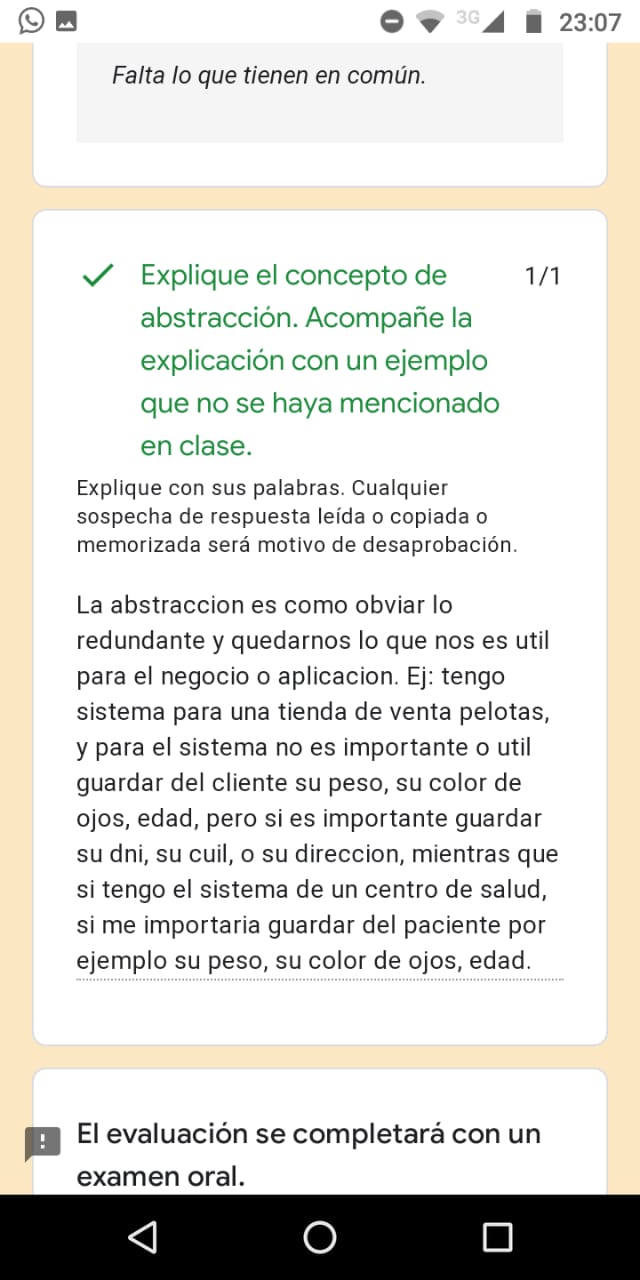 3G 23:07
Falta lo que tienen en común.
Explique el concepto de 1/1
abstracción. Acompañe la
explicación con un ejemplo
que no se haya mencionado
en clase.
Explique con sus palabras. Cualquier
sospecha de respuesta leída o copiada o
memorizada será motivo de desaprobación.
La abstraccion es como obviar lo
redundante y quedarnos lo que nos es util
para el negocio o aplicacion. Ej: tengo
sistema para una tienda de venta pelotas,
y para el sistema no es importante o util
guardar del cliente su peso, su color de
ojos, edad, pero si es importante guardar
su dni, su cuil, o su direccion, mientras que
si tengo el sistema de un centro de salud,
si me importaria guardar del paciente por
ejemplo su peso, su color de ojos, edad.
El evaluación se completará con un
examen oral.